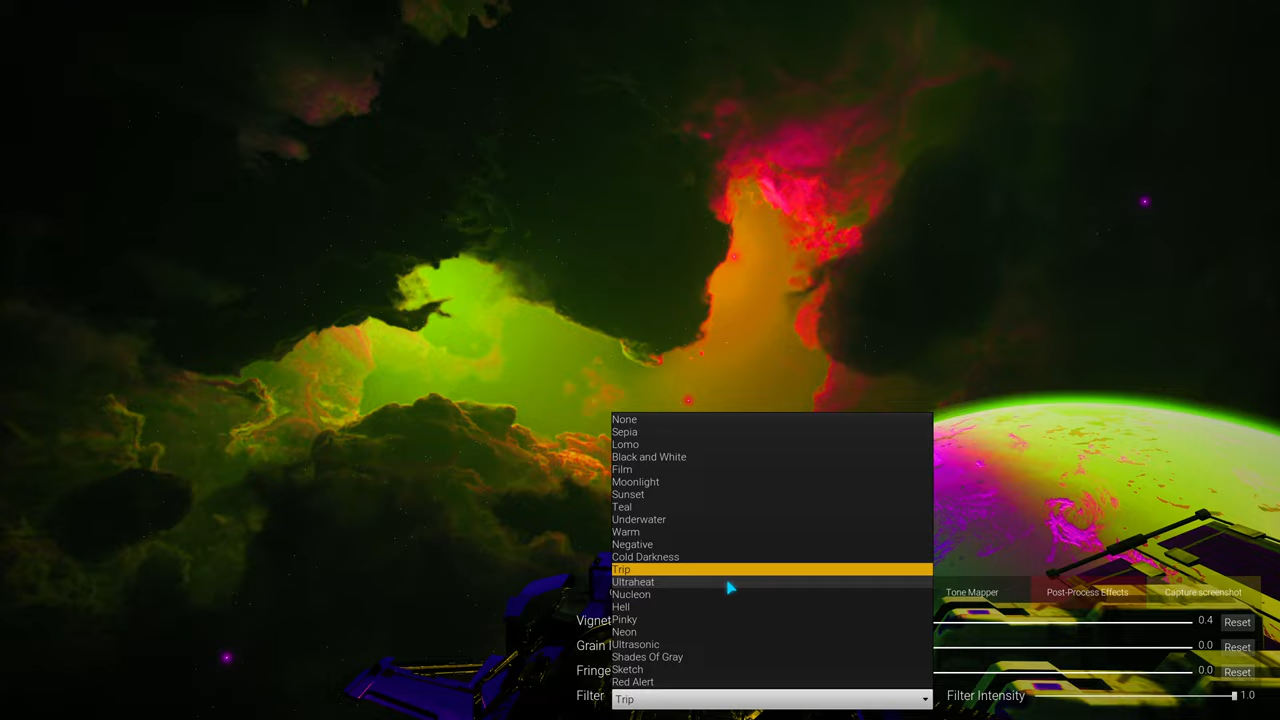 None
Sepia
Lomo
Black and White
Film
Moonlight
Sunset
Teal
Underwater
Warm
Negative
Cold Darkness
Trip
Ultraheat
Nucleon
Hell
Pinky
Neon
Ultrasonic
Shades Of Gray
Sketch
Red Alert
Tone Mapper Post-Process Effects Capture screenshot
0.4 Reset
Grain 0.0 Reset
Fringe 0.0 Reset
Filter Trip Filter Intensity 1.0